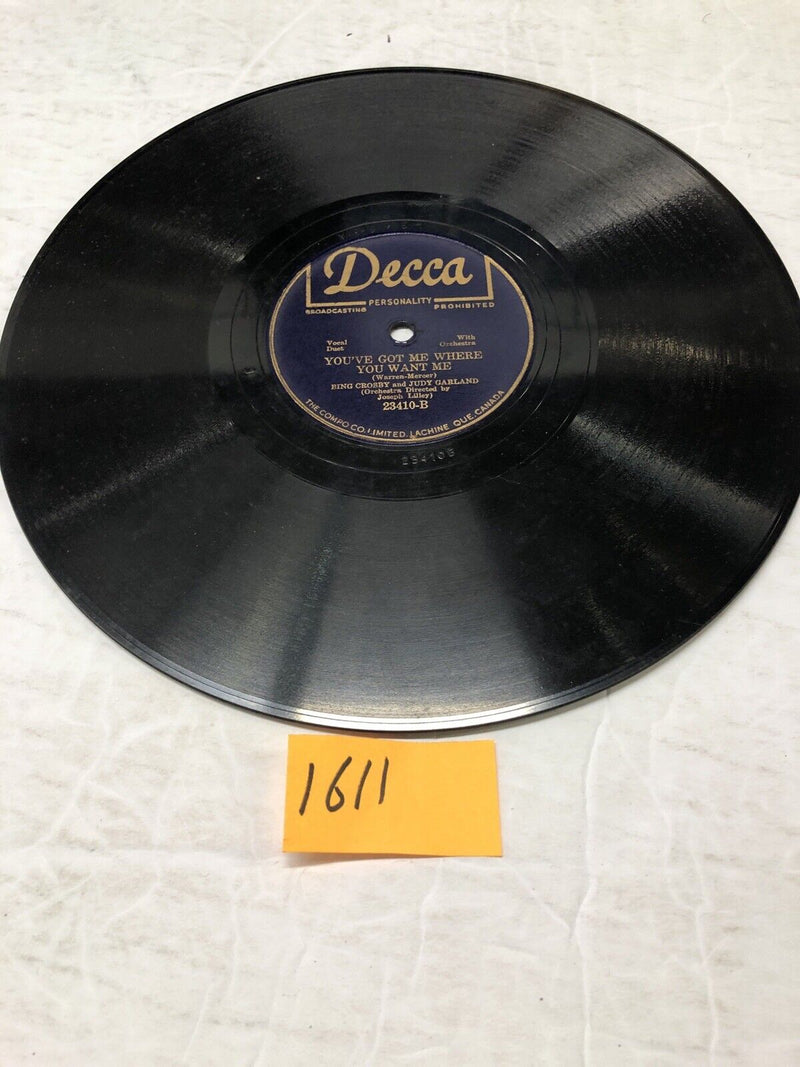 Decca
PERSONALITY
BROADCASTING PROHIBITED
Vocal Duet
With Orchestra
YOU'VE GOT ME WHERE
YOU WANT ME
(Warren-Mercer)
BING CROSBY and JUDY GARLAND
(Orchestra Directed by
Joseph Lilley)
23410-B
THE COMPO CO. LIMITED. LACHINE QUE. CANADA
23410B
1611